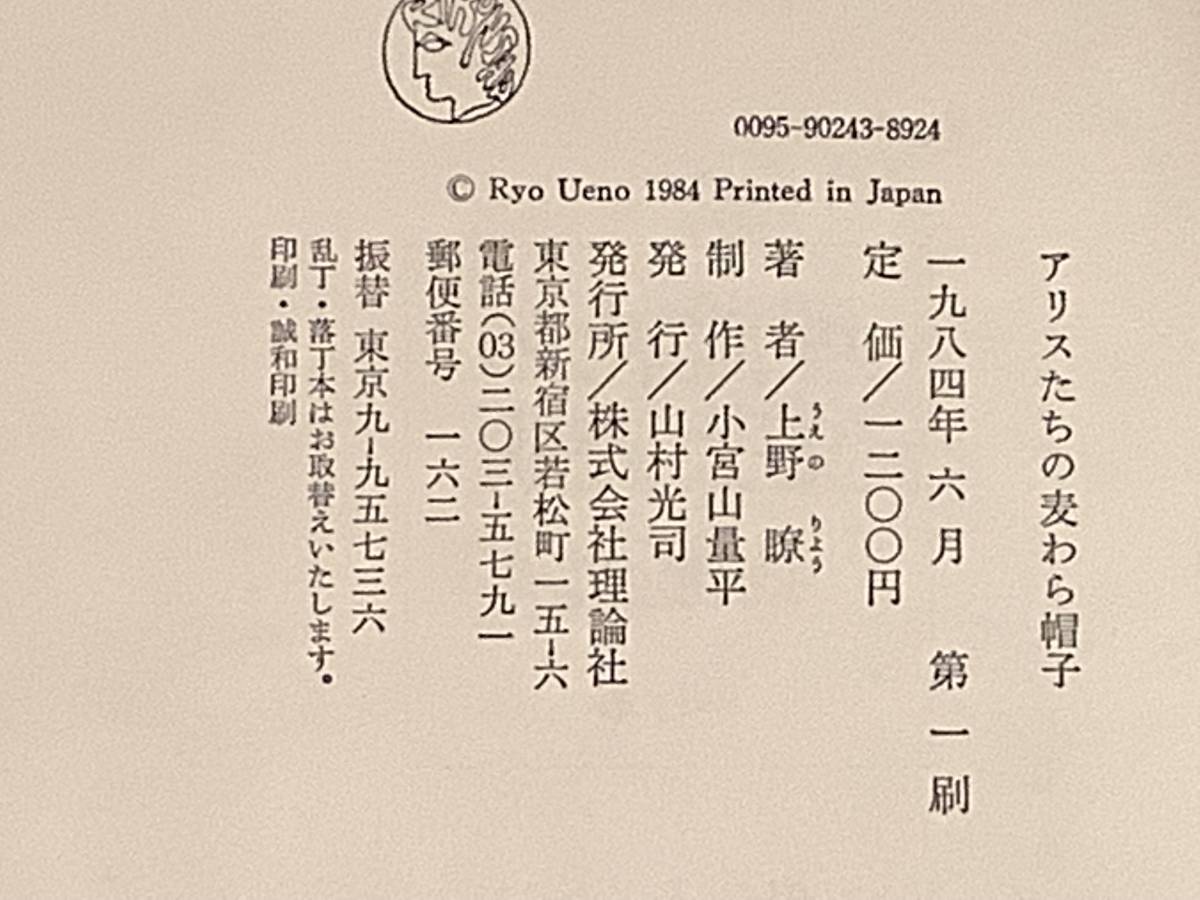 0095-90243-8924
© Ryo Ueno 1984 Printed in Japan
アリスたちの麦わら帽子
一九八四年 六 月 第 一 刷
定 価/一二〇〇円
著 者/上野 瞭
うえの りょう
制 作/小宮山量平
発 行/山村光司
発行所/株式会社理論社
東京都新宿区若松町一五-六
電話(03)二〇三-五七九一
郵便番号 一六二
振替 東京九-九五七三六
乱丁・落丁本はお取替えいたします。
印刷・誠和印刷